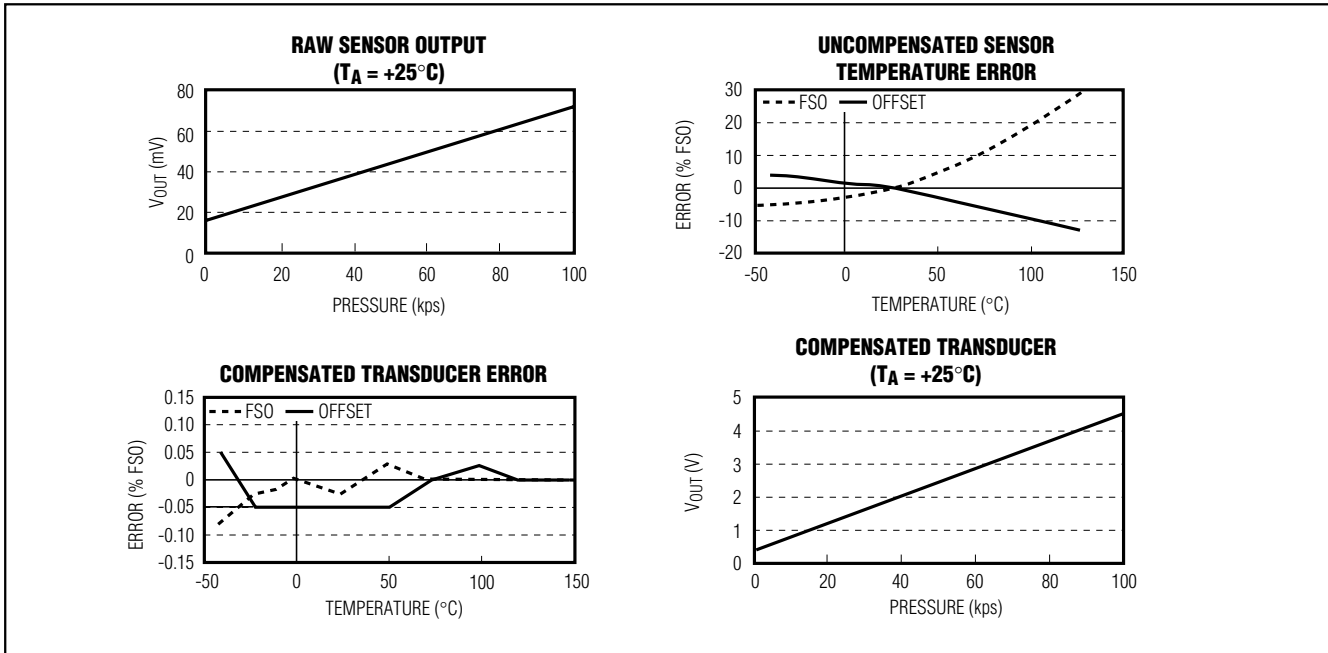 RAW SENSOR OUTPUT
(TA = +25°C)
80
60
40
20
0
VOUT (mV)
0 20 40 60 80 100
PRESSURE (kps)
UNCOMPENSATED SENSOR
TEMPERATURE ERROR
30
20
10
0
-10
-20
FSO OFFSET
ERROR (% FSO)
-50 0 50 100 150
TEMPERATURE (°C)
COMPENSATED TRANSDUCER ERROR
0.15
0.10
0.05
0
-0.05
-0.10
-0.15
FSO OFFSET
ERROR (% FSO)
-50 0 50 100 150
TEMPERATURE (°C)
COMPENSATED TRANSDUCER
(TA = +25°C)
5
4
3
2
1
0
VOUT (V)
0 20 40 60 80 100
PRESSURE (kps)